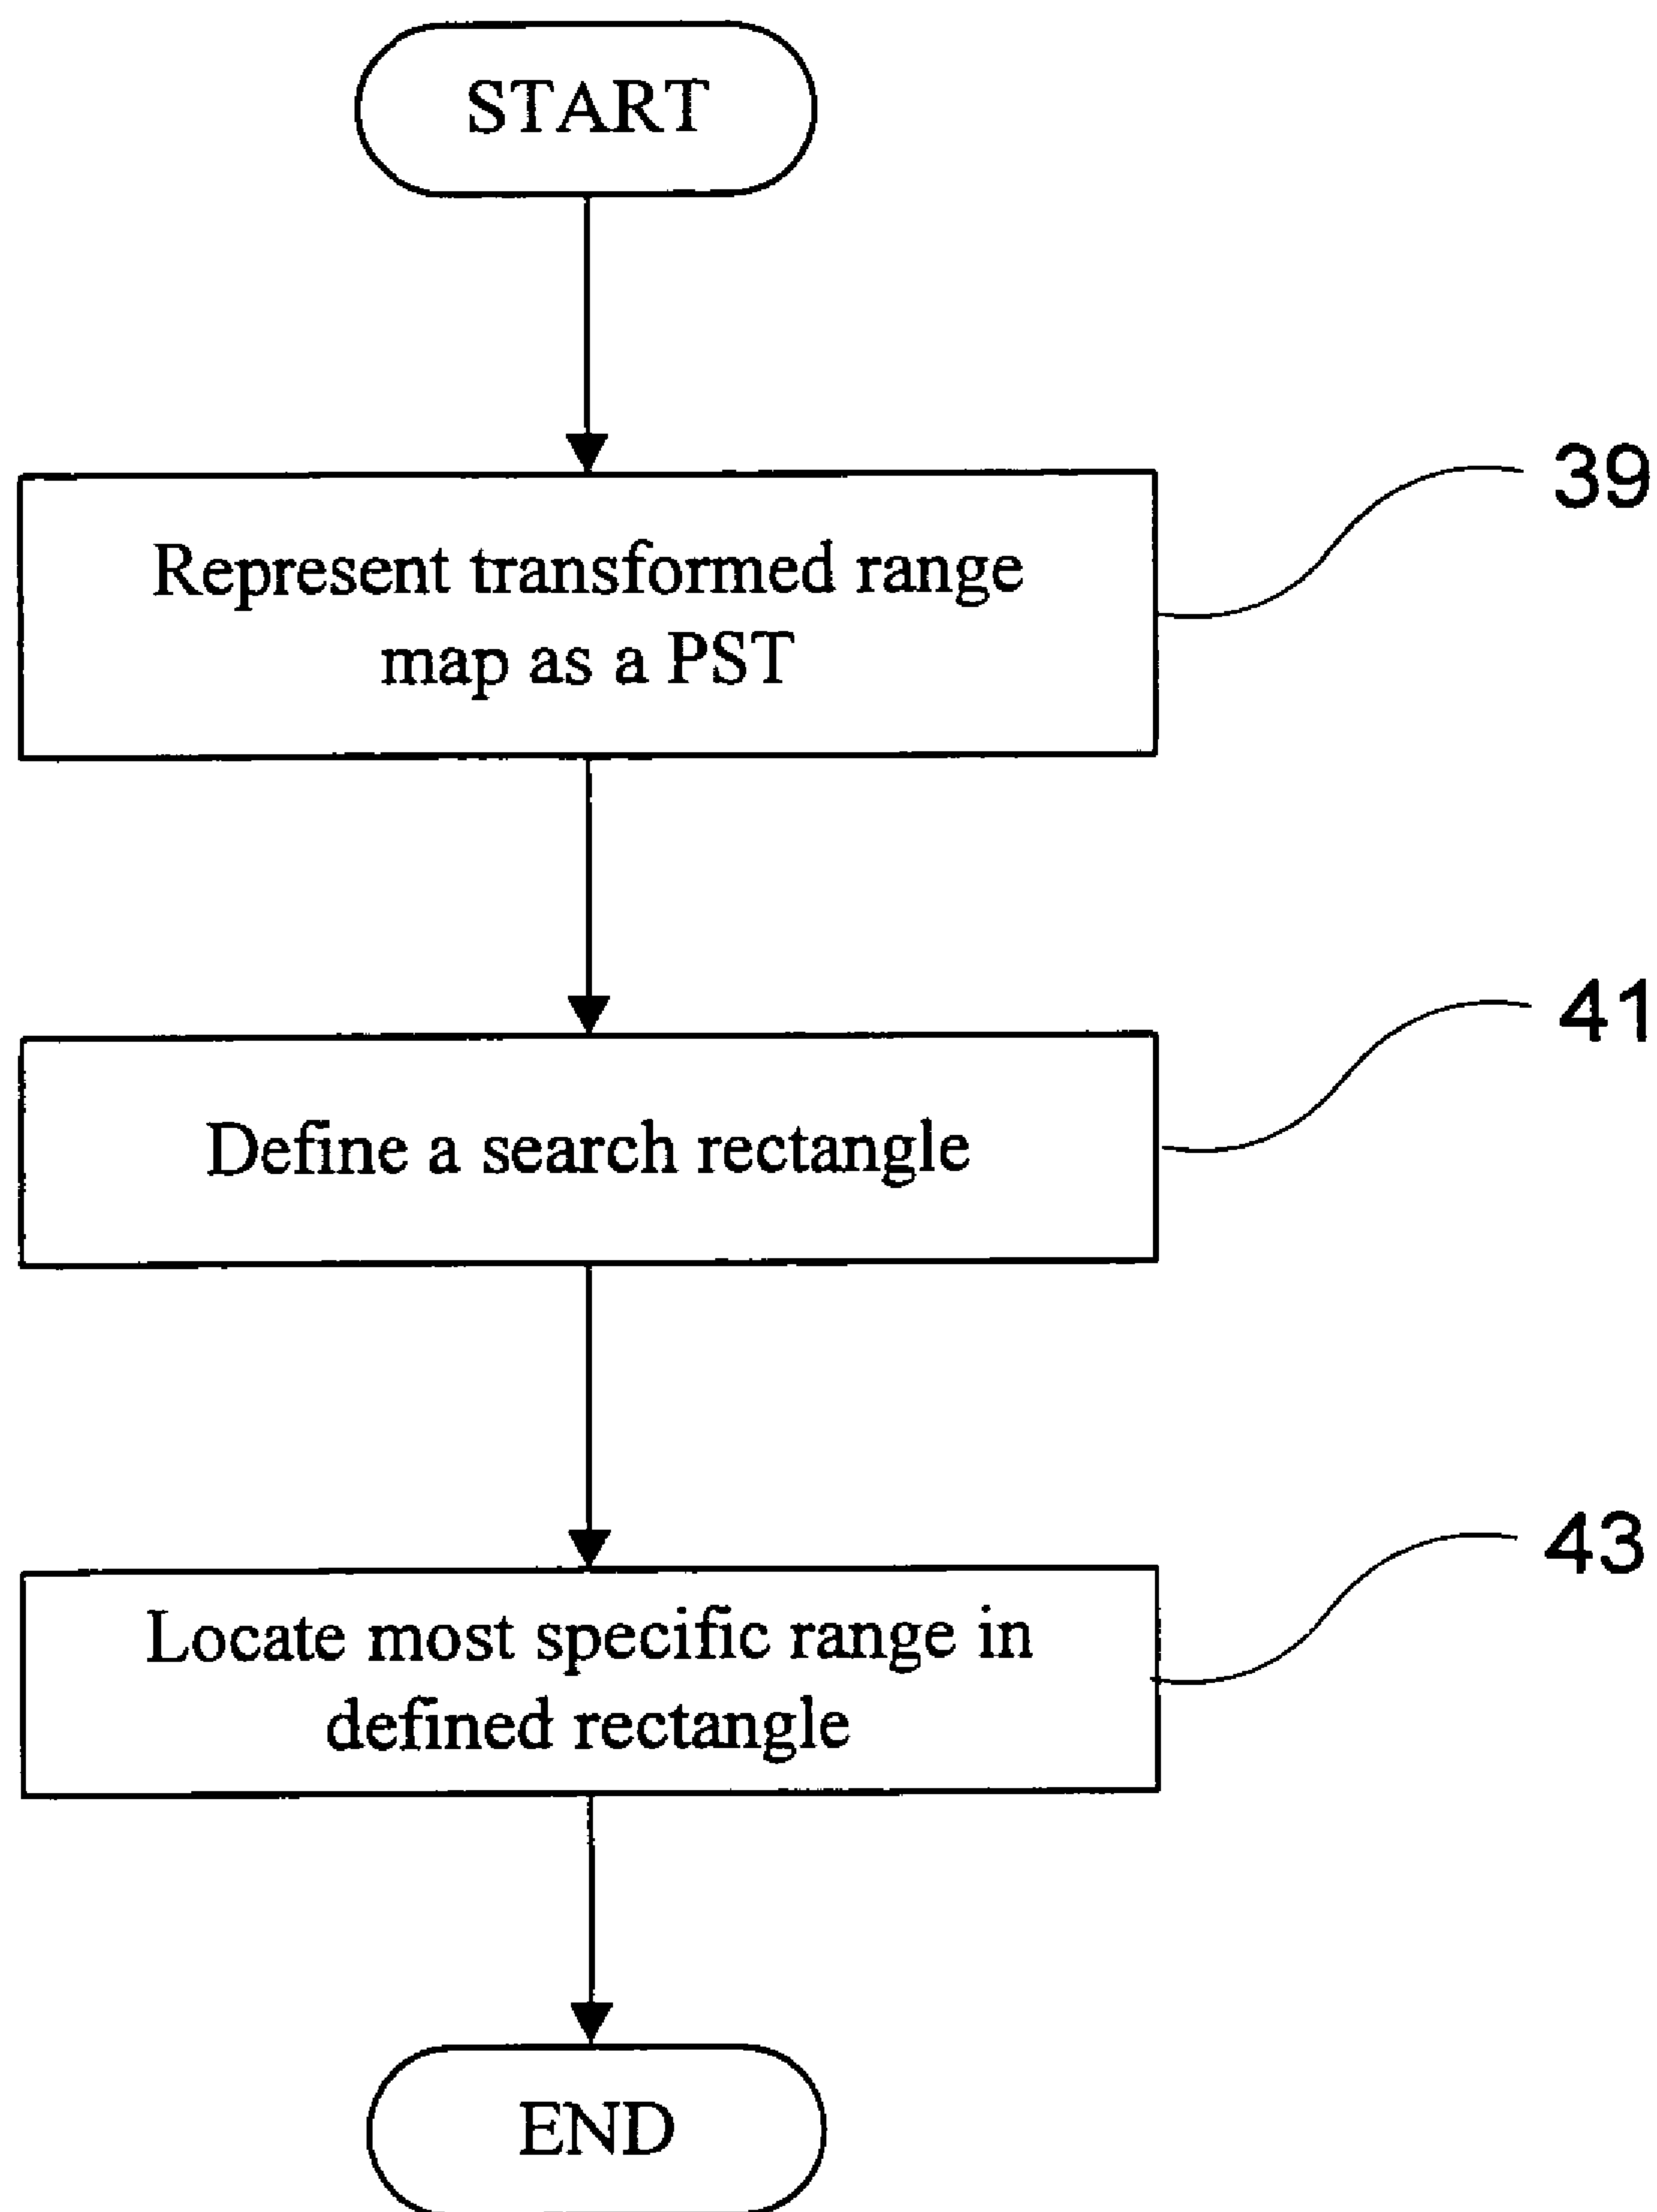 START
39
Represent transformed range
map as a PST
41
Define a search rectangle
43
Locate most specific range in
defined rectangle
END